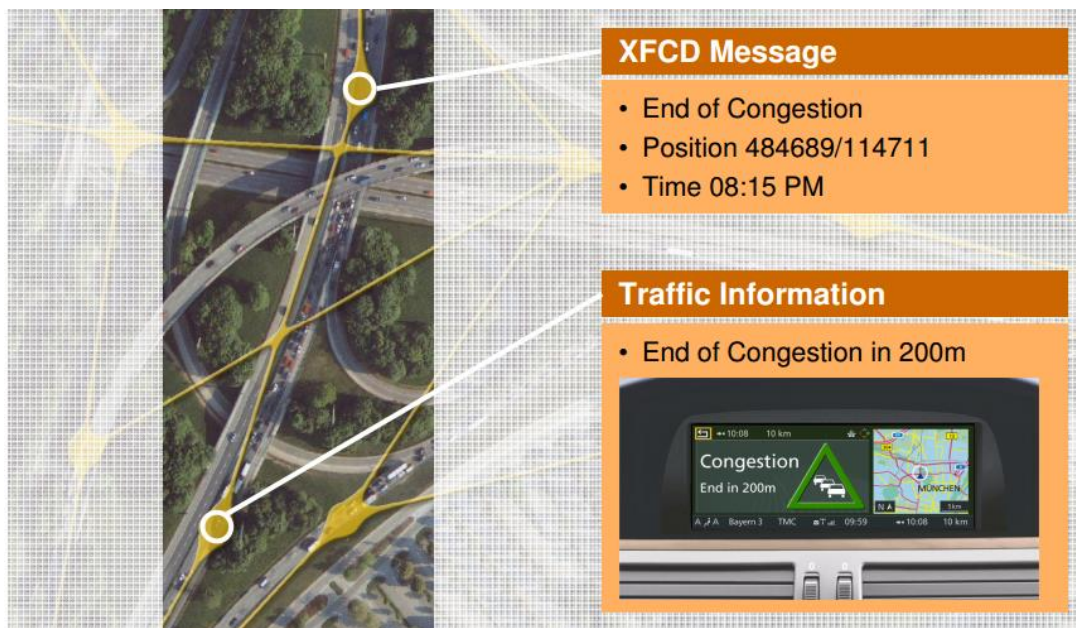 XFCD Message
• End of Congestion
• Position 484689/114711
• Time 08:15 PM
Traffic Information
• End of Congestion in 200m
10:08 10 km
Congestion
End in 200m
MÜNCHEN
N
1km
A A Bayern 3 TMC T 09:59 10:08 10 km